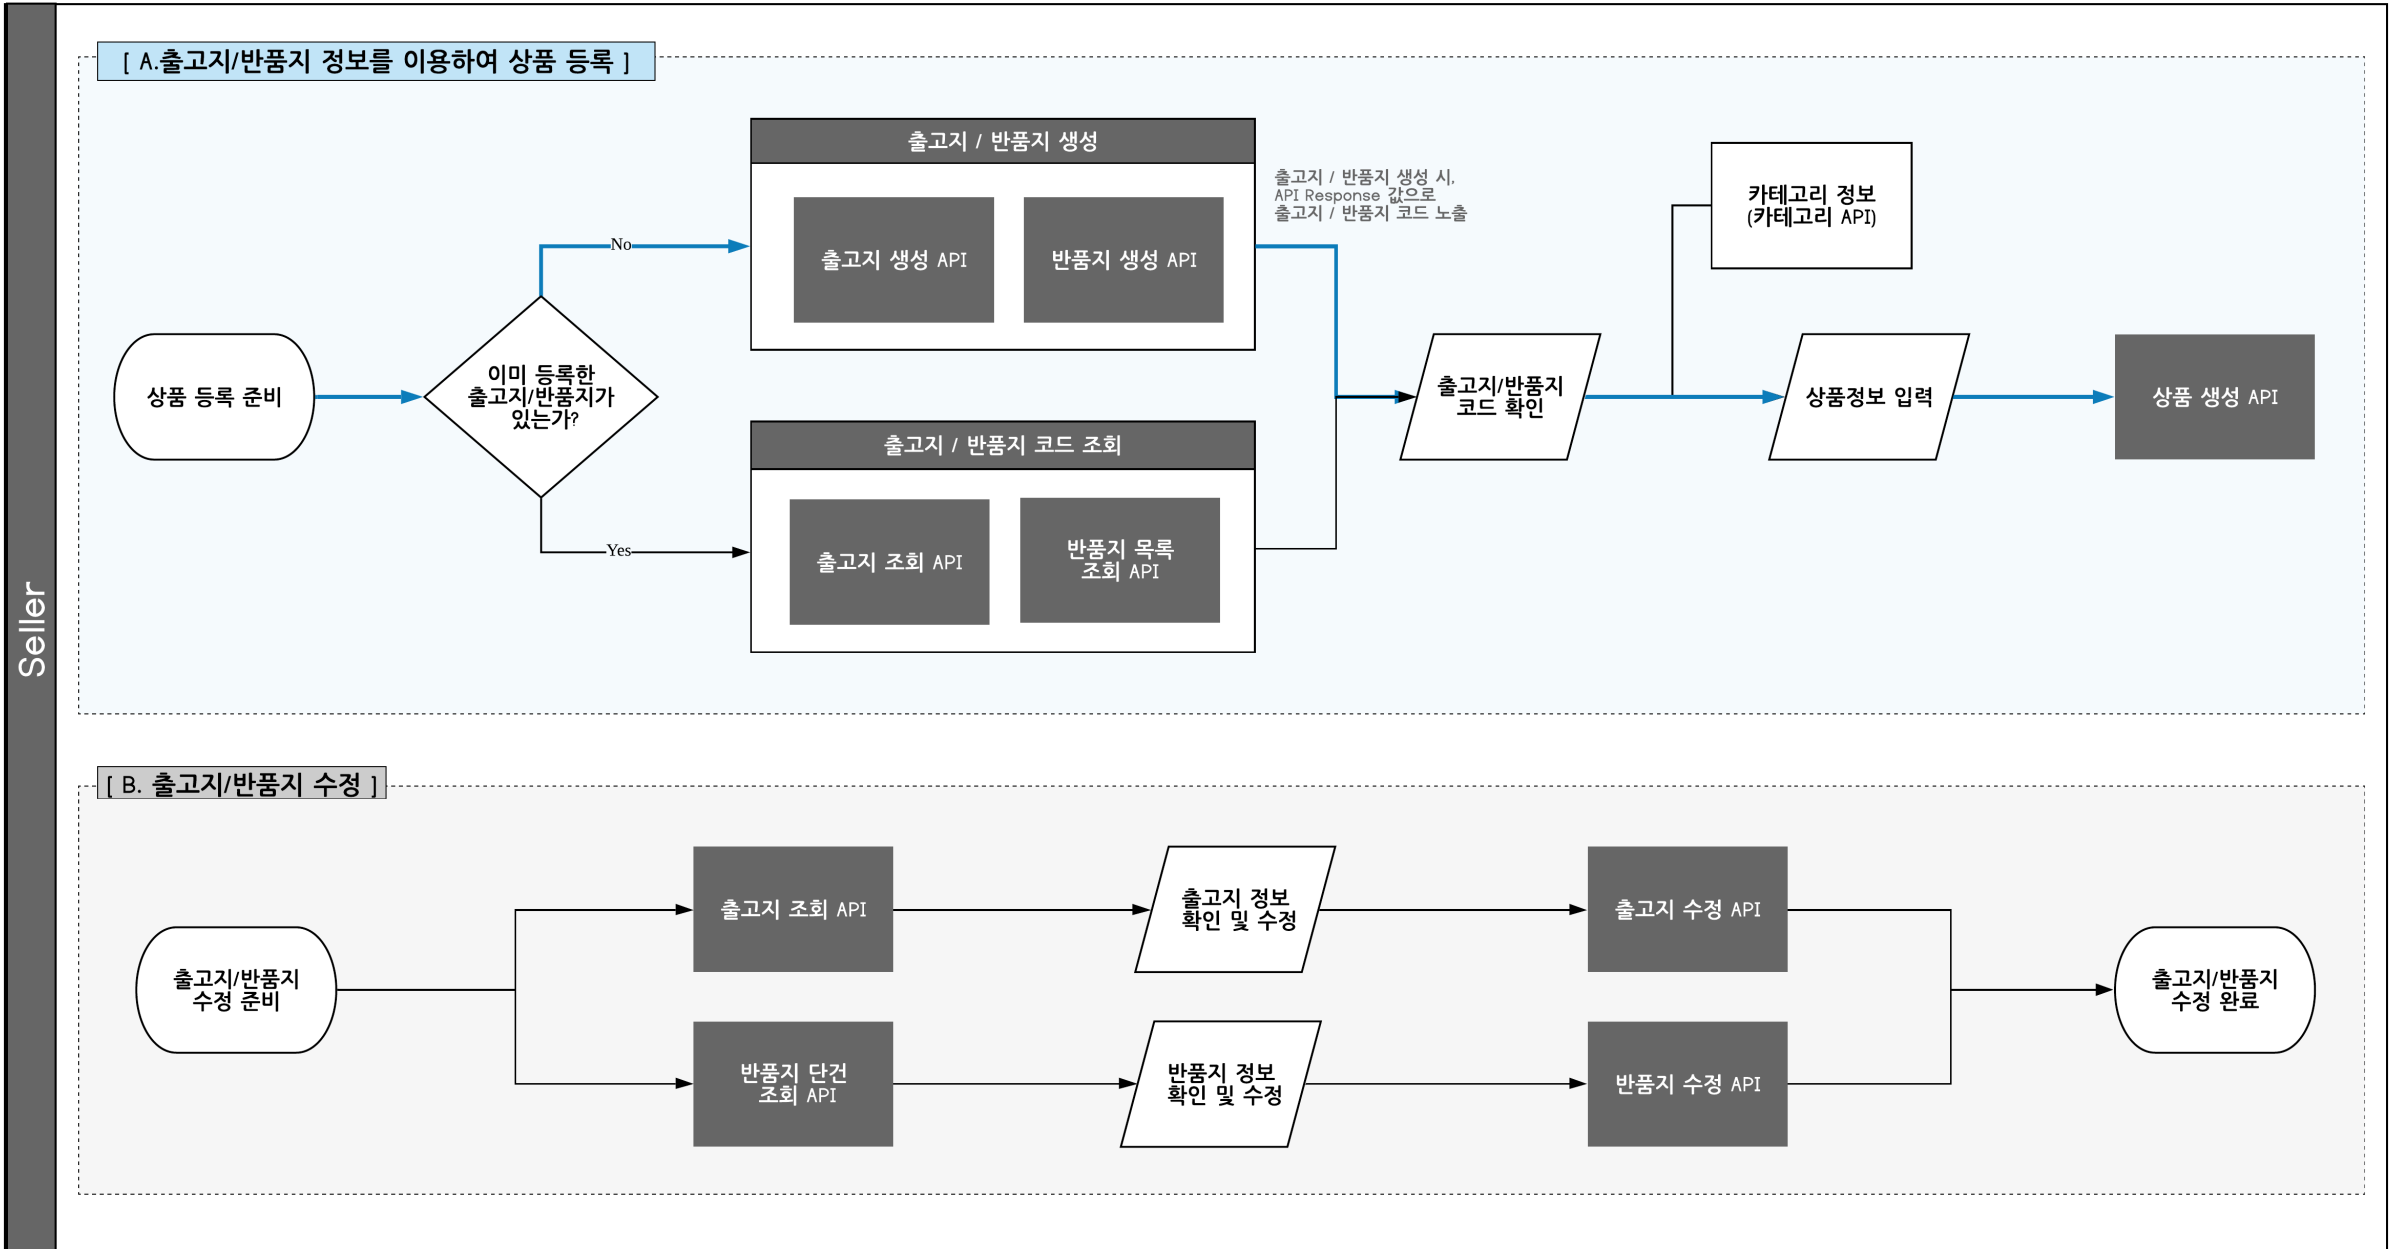 Seller
[ A.출고지/반품지 정보를 이용하여 상품 등록 ]
상품 등록 준비
이미 등록한
출고지/반품지가
있는가?
No
Yes
출고지 / 반품지 생성
출고지 생성 API
반품지 생성 API
출고지 / 반품지 생성 시,
API Response 값으로
출고지 / 반품지 코드 노출
출고지 / 반품지 코드 조회
출고지 조회 API
반품지 목록
조회 API
출고지/반품지
코드 확인
카테고리 정보
(카테고리 API)
상품정보 입력
상품 생성 API
[ B. 출고지/반품지 수정 ]
출고지/반품지
수정 준비
출고지 조회 API
출고지 정보
확인 및 수정
출고지 수정 API
반품지 단건
조회 API
반품지 정보
확인 및 수정
반품지 수정 API
출고지/반품지
수정 완료